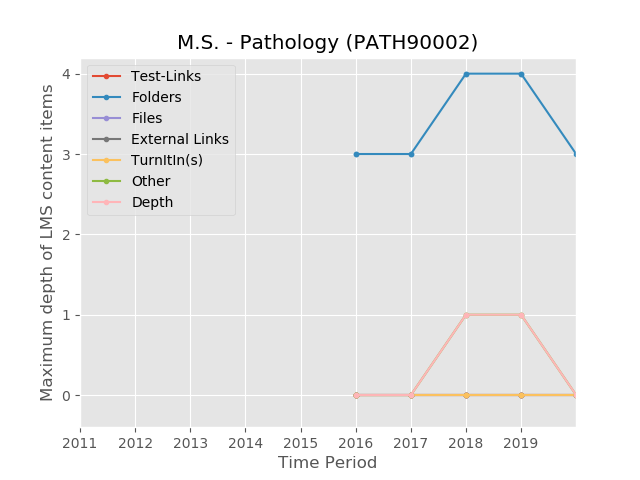 M.S. - Pathology (PATH90002)
Test-Links
Folders
Files
External Links
TurnItIn(s)
Other
Depth
Maximum depth of LMS content items
4
3
2
1
0
2011 2012 2013 2014 2015 2016 2017 2018 2019
Time Period